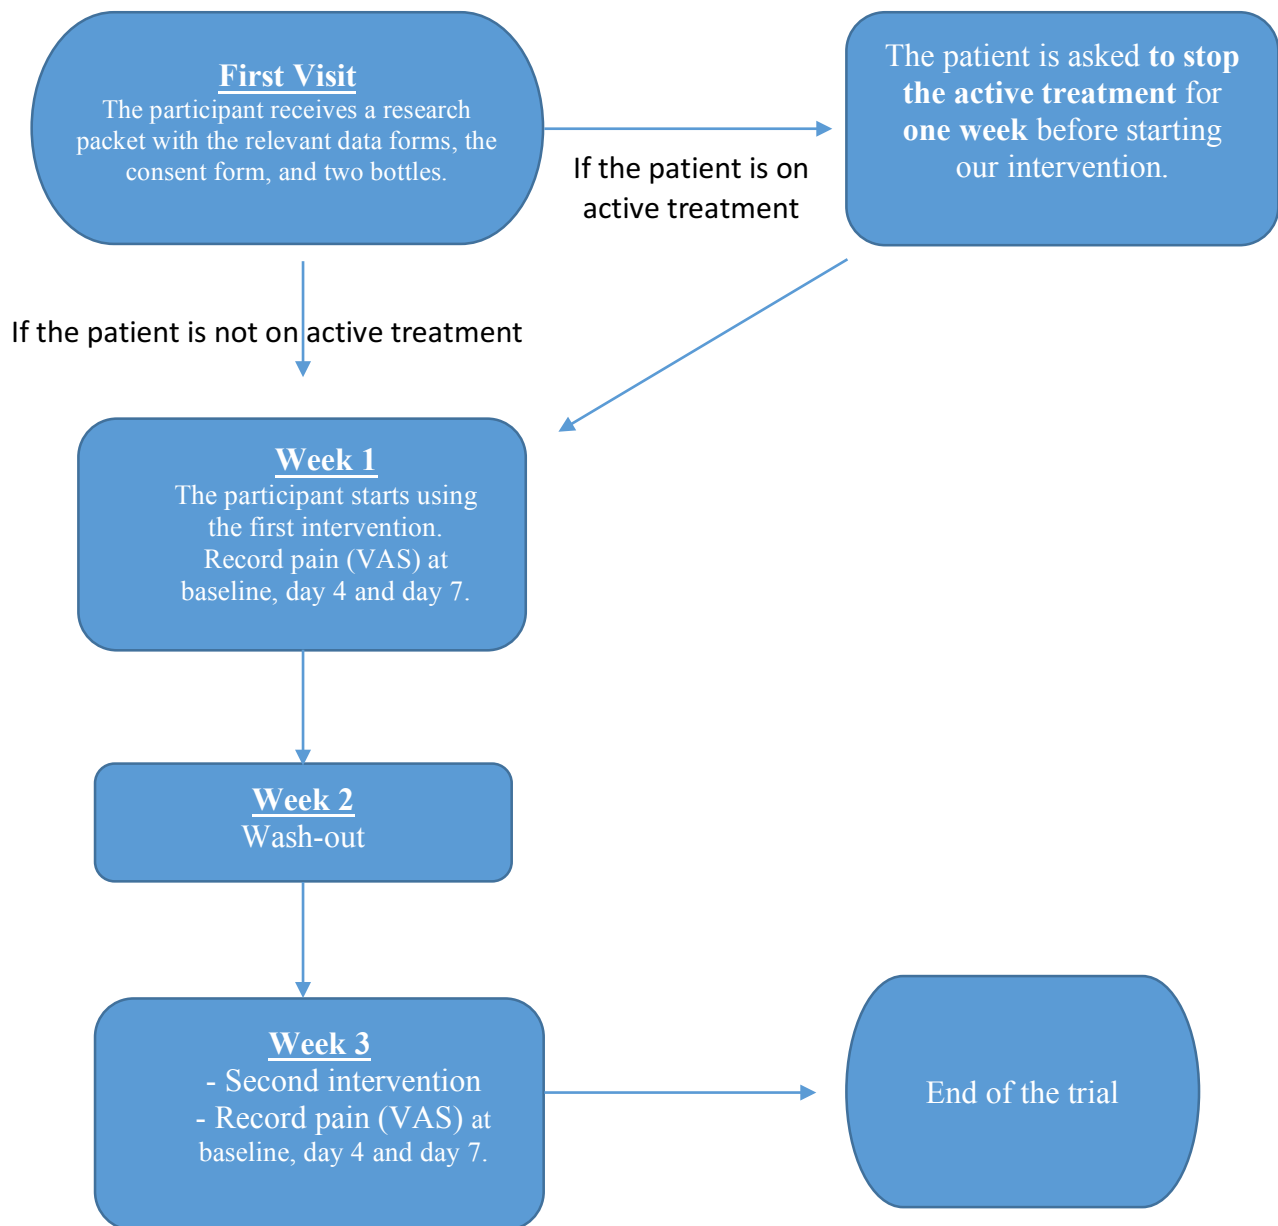 First Visit
The participant receives a research
packet with the relevant data forms, the
consent form, and two bottles.
If the patient is on
active treatment
The patient is asked to stop
the active treatment for
one week before starting
our intervention.
If the patient is not on active treatment
Week 1
The participant starts using
the first intervention.
Record pain (VAS) at
baseline, day 4 and day 7.
Week 2
Wash-out
Week 3
- Second intervention
- Record pain (VAS) at
baseline, day 4 and day 7.
End of the trial